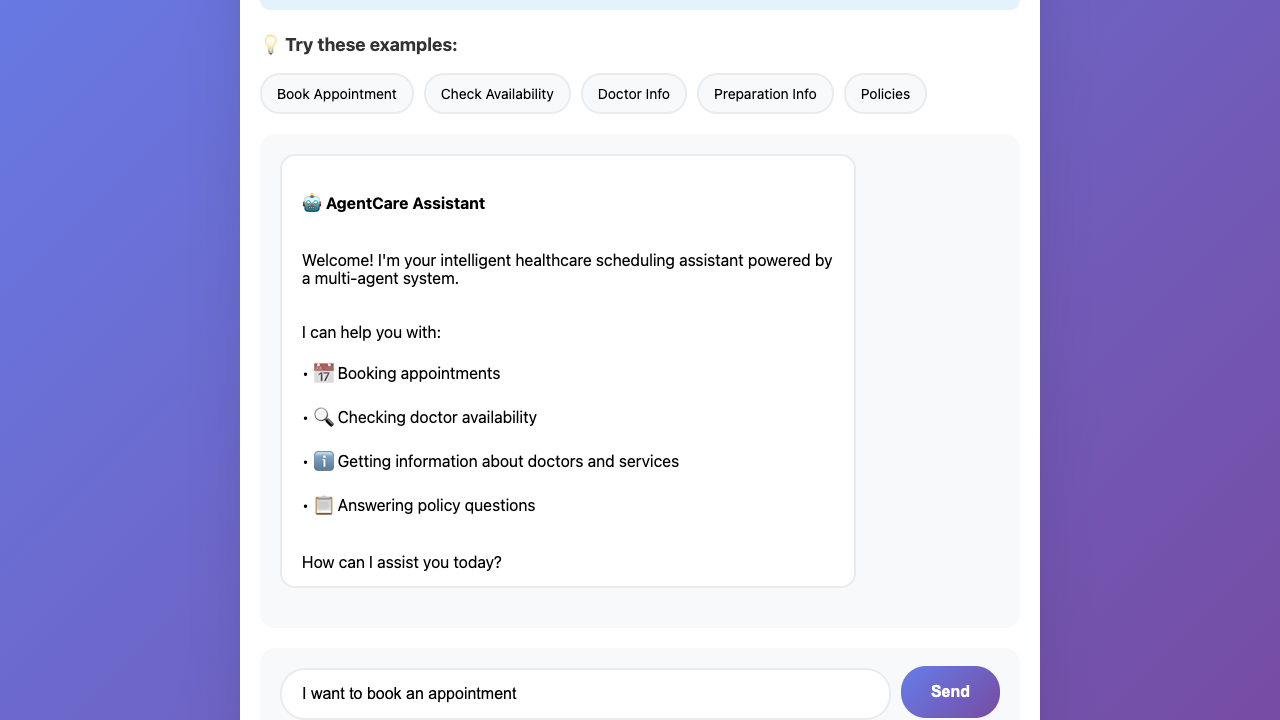 💡 Try these examples:
Book Appointment
Check Availability
Doctor Info
Preparation Info
Policies
🤖 AgentCare Assistant
Welcome! I'm your intelligent healthcare scheduling assistant powered by
a multi-agent system.
I can help you with:
• 📅 Booking appointments
• 🔍 Checking doctor availability
• ℹ️ Getting information about doctors and services
• 📋 Answering policy questions
How can I assist you today?
I want to book an appointment
Send